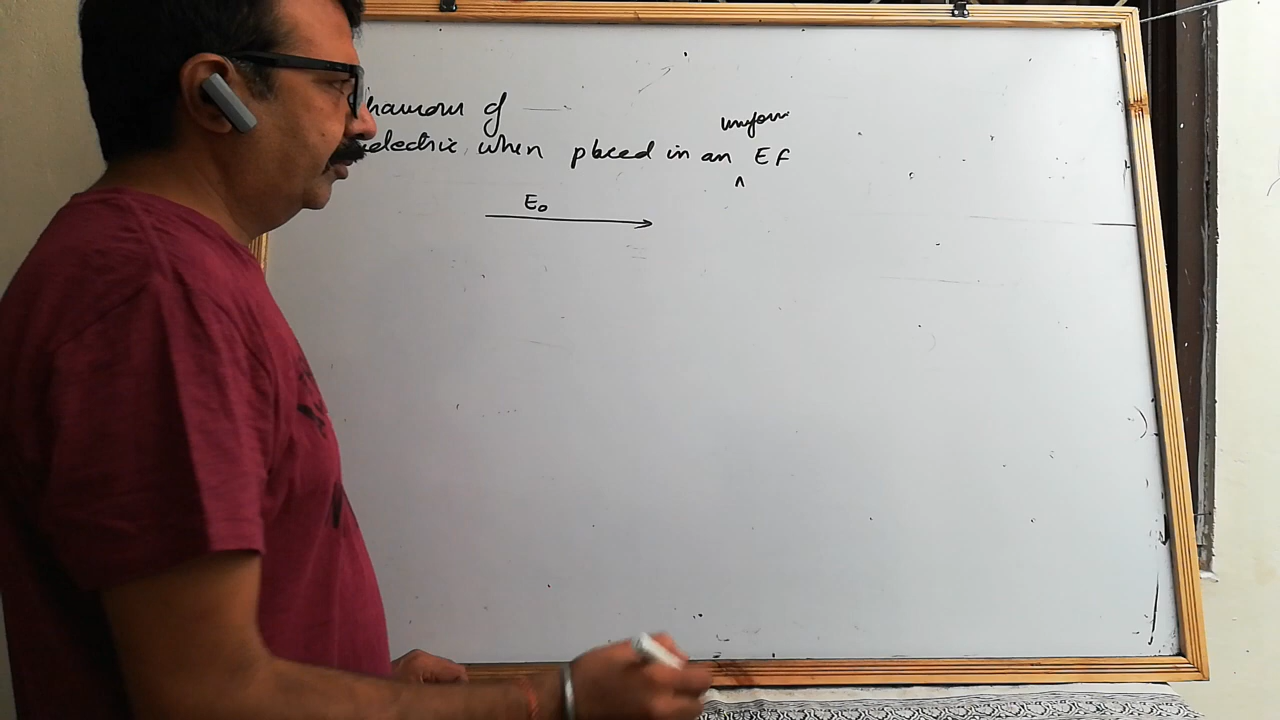 haviour of
uniform
electric when placed in an EF
^
E₀